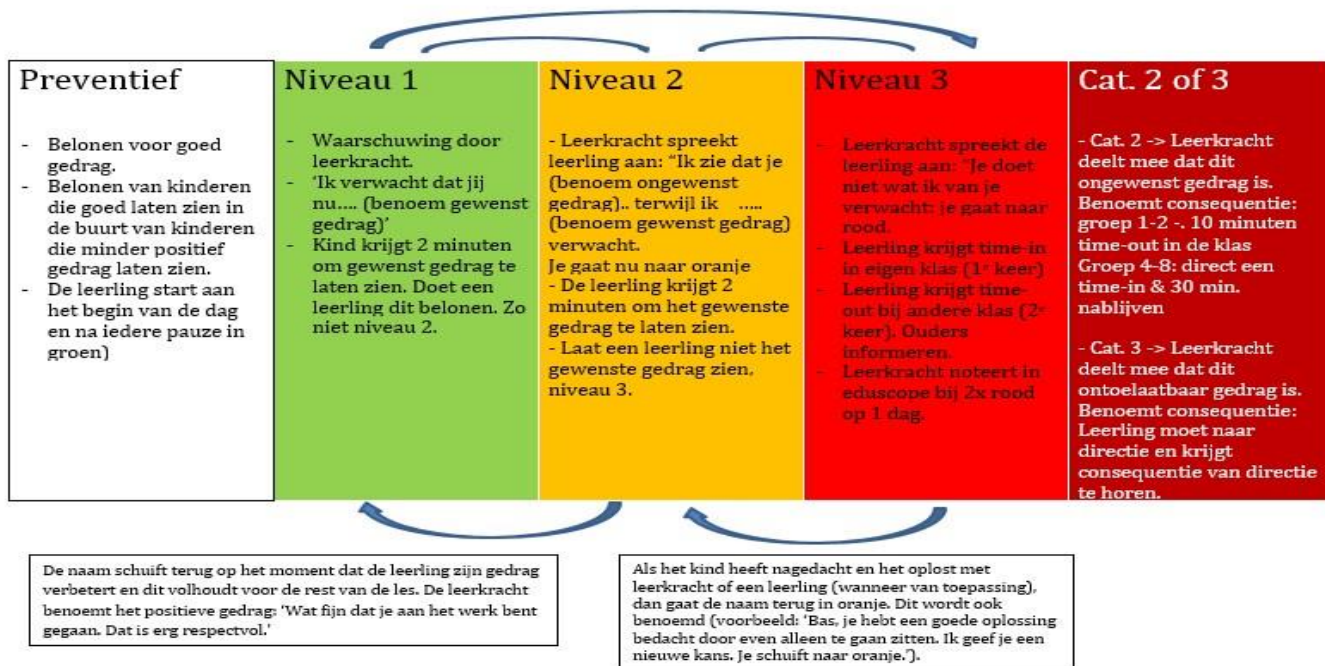 Preventief
- Belonen voor goed
gedrag.
- Belonen van kinderen
die goed laten zien in
de buurt van kinderen
die minder positief
gedrag laten zien.
- De leerling start aan
het begin van de dag
en na iedere pauze in
groen)
Niveau 1
- Waarschuwing door
leerkracht.
- ‘Ik verwacht dat jij
nu…. (benoem gewenst
gedrag)’
- Kind krijgt 2 minuten
om gewenst gedrag te
laten zien. Doet een
leerling dit belonen. Zo
niet niveau 2.
Niveau 2
- Leerkracht spreekt
leerling aan: “Ik zie dat je
(benoem ongewenst
gedrag).. terwijl ik …..
(benoem gewenst gedrag)
verwacht.
Je gaat nu naar oranje
- De leerling krijgt 2
minuten om het gewenste
gedrag te laten zien.
- Laat een leerling niet het
gewenste gedrag zien,
niveau 3.
Niveau 3
- Leerkracht spreekt de
leerling aan: “Je doet
niet wat ik van je
verwacht: je gaat naar
rood.
- Leerling krijgt time-in
in eigen klas (1e keer)
- Leerling krijgt time-
out bij andere klas (2e
keer). Ouders
informeren.
- Leerkracht noteert in
eduscope bij 2x rood
op 1 dag.
Cat. 2 of 3
- Cat. 2 -> Leerkracht
deelt mee dat dit
ongewenst gedrag is.
Benoemt consequentie:
groep 1-2 -. 10 minuten
time-out in de klas
Groep 4-8: direct een
time-in & 30 min.
nablijven
- Cat. 3 -> Leerkracht
deelt mee dat dit
ontoelaatbaar gedrag is.
Benoemt consequentie:
Leerling moet naar
directie en krijgt
consequentie van directie
te horen.
De naam schuift terug op het moment dat de leerling zijn gedrag
verbetert en dit volhoudt voor de rest van de les. De leerkracht
benoemt het positieve gedrag: ‘Wat fijn dat je aan het werk bent
gegaan. Dat is erg respectvol.’
Als het kind heeft nagedacht en het oplost met
leerkracht of een leerling (wanneer van toepassing),
dan gaat de naam terug in oranje. Dit wordt ook
benoemd (voorbeeld: ‘Bas, je hebt een goede oplossing
bedacht door even alleen te gaan zitten. Ik geef je een
nieuwe kans. Je schuift naar oranje.’).